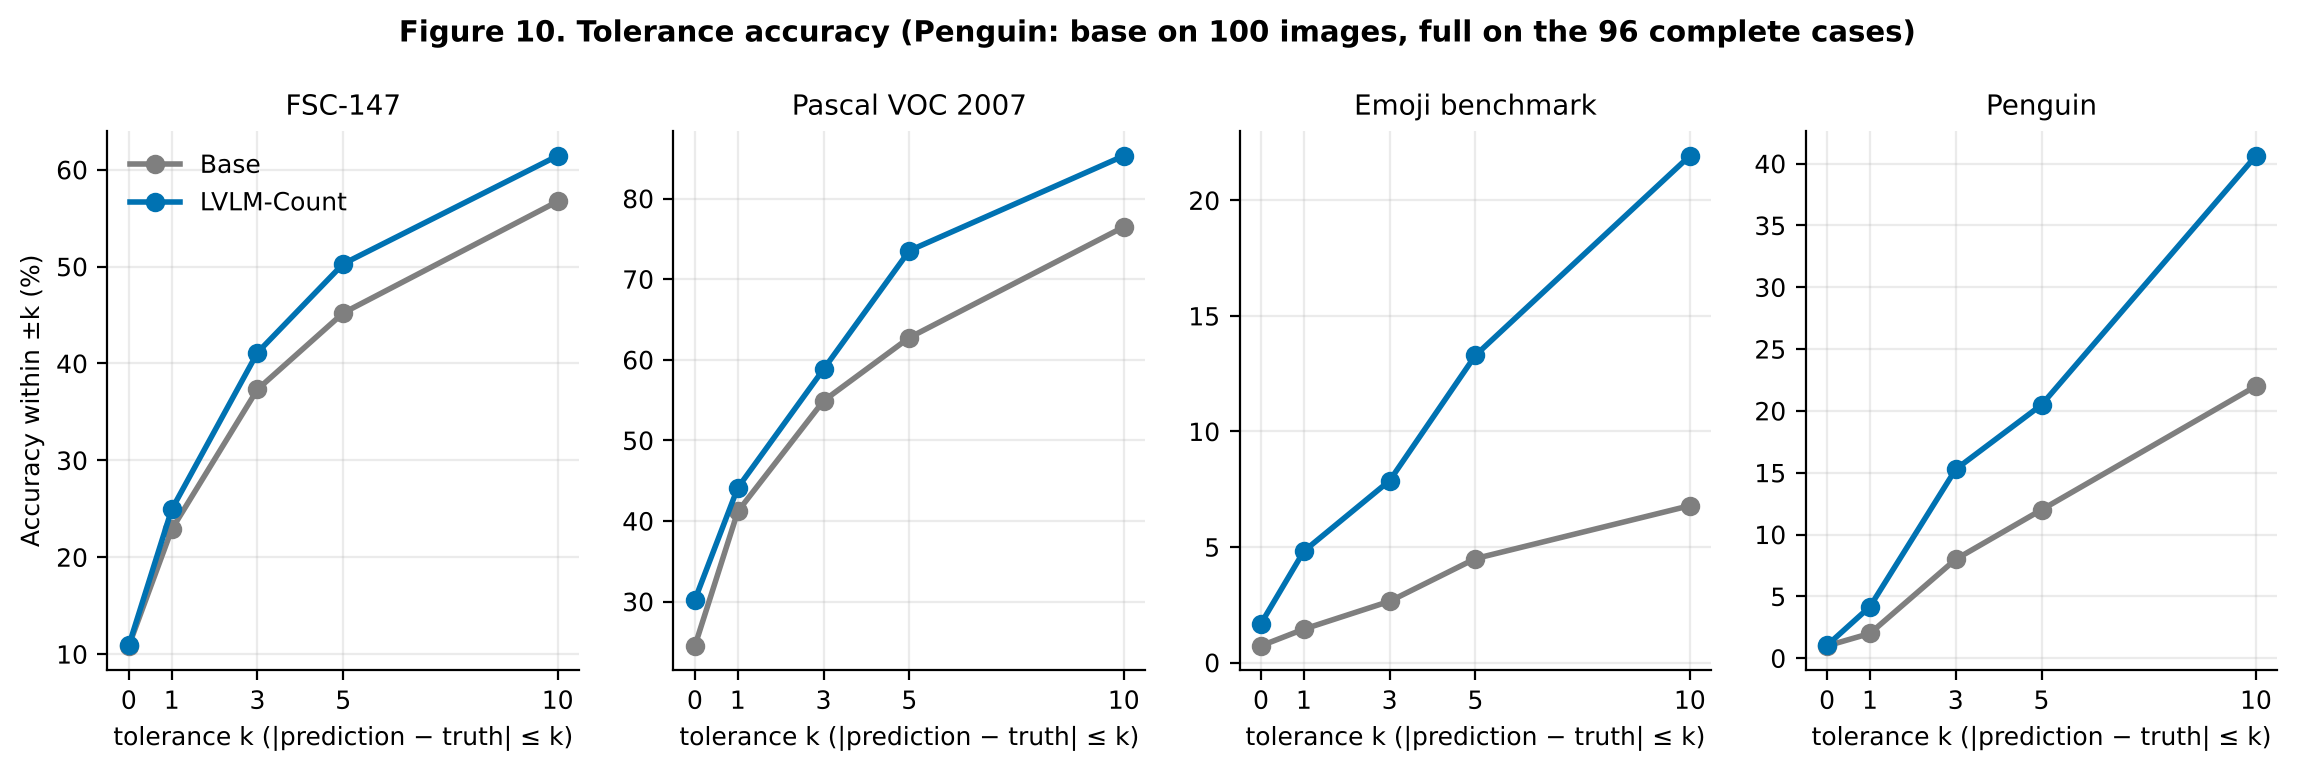 Figure 10. Tolerance accuracy (Penguin: base on 100 images, full on the 96 complete cases)
FSC-147
Accuracy within ±k (%)
60
50
40
30
20
10
Base
LVLM-Count
0 1 3 5 10
tolerance k (|prediction − truth| ≤ k)
Pascal VOC 2007
80
70
60
50
40
30
0 1 3 5 10
tolerance k (|prediction − truth| ≤ k)
Emoji benchmark
20
15
10
5
0
0 1 3 5 10
tolerance k (|prediction − truth| ≤ k)
Penguin
40
35
30
25
20
15
10
5
0
0 1 3 5 10
tolerance k (|prediction − truth| ≤ k)